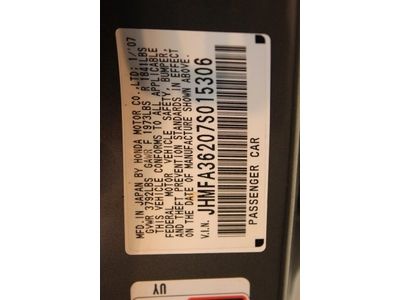 MFD. IN JAPAN BY HONDA MOTOR CO.,LTD: 1/'07
GVWR 3792LBS GAWR F 1973LBS R 1841LBS
THIS VEHICLE CONFORMS TO ALL APPLICABLE
FEDERAL MOTOR VEHICLE SAFETY, BUMPER,
AND THEFT PREVENTION STANDARDS IN EFFECT
ON THE DATE OF MANUFACTURE SHOWN ABOVE.
V.I.N. JHMFA36207S015306
PASSENGER CAR
UY